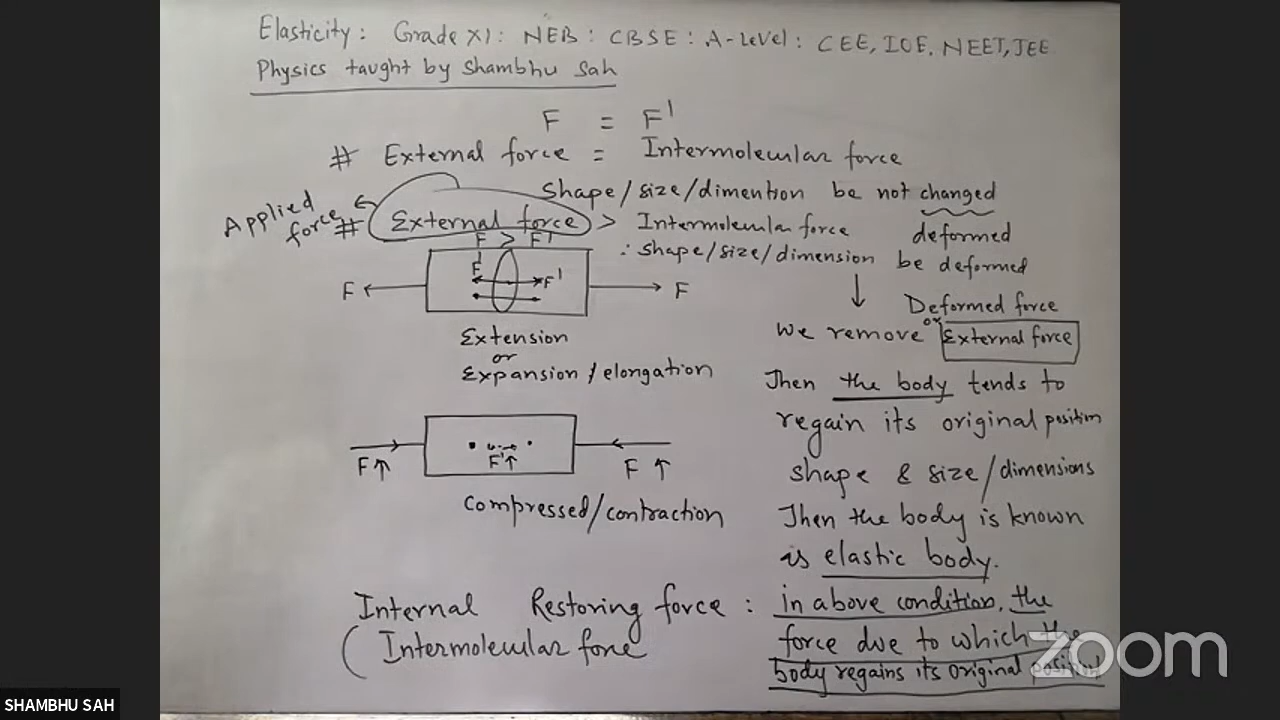 Elasticity: Grade XI: NEB: CBSE: A-Level: CEE, IOE, NEET, JEE
Physics taught by Shambhu Sah
F = F'
# External force = Intermolecular force
Shape/size/dimention be not changed
deformed
Applied force
# External force > Intermolecular force
F > F'
∴ shape/size/dimension be deformed
F F' F' F
Extension
or
Expansion/elongation
Deformed force
We remove or External force
Then the body tends to
regain its original position
shape & size/dimensions
Then the body is known
is elastic body.
F↑ F'↑ F↑
compressed/contraction
Internal Restoring force: in above condition, the
(Intermolecular force
force due to which the
body regains its original position
zoom
SHAMBHU SAH